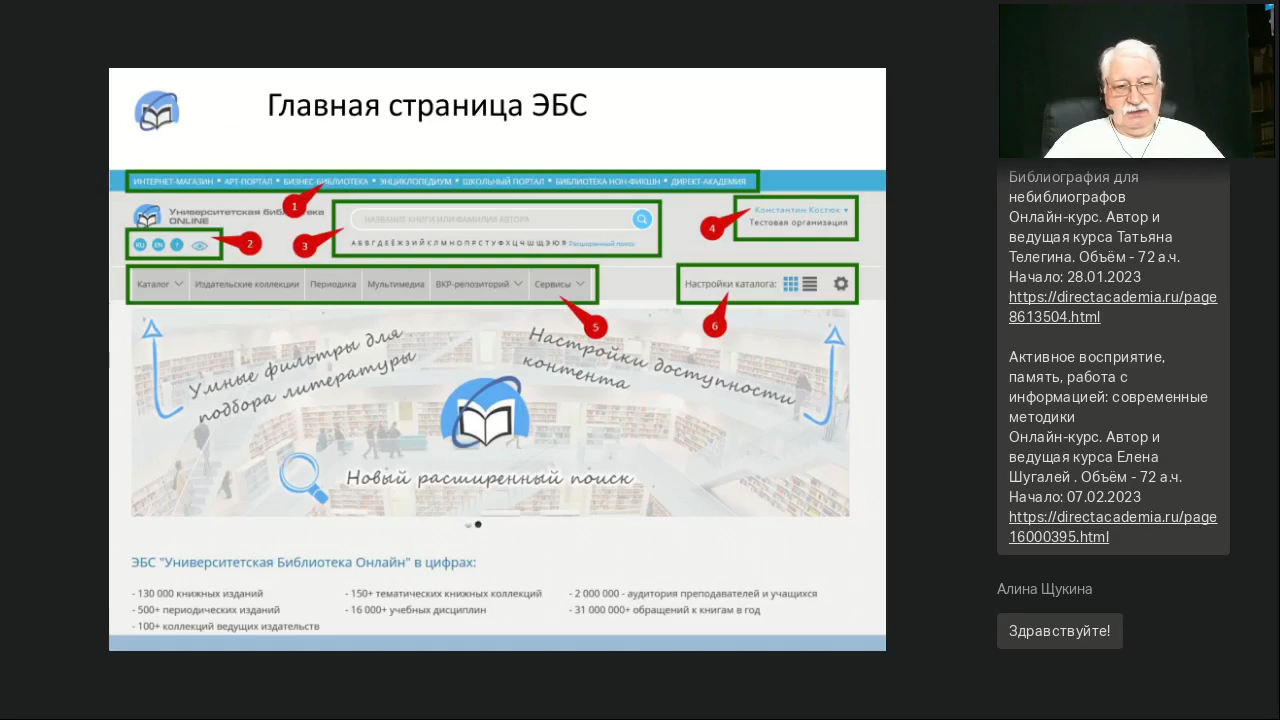 Главная страница ЭБС
ИНТЕРНЕТ-МАГАЗИН • АРТ-ПОРТАЛ • БИЗНЕС-БИБЛИОТЕКА • ЭНЦИКЛОПЕДИУМ • ШКОЛЬНЫЙ ПОРТАЛ • БИБЛИОТЕКА НОН-ФИКШН • ДИРЕКТ-АКАДЕМИЯ
1
Университетская библиотека
ONLINE
НАЗВАНИЕ КНИГИ ИЛИ ФАМИЛИЯ АВТОРА
Константин Костюк
4
Тестовая организация
RU EN ?
2
3
А Б В Г Д Е Ё Ж З И Й К Л М Н О П Р С Т У Ф Х Ц Ч Ш Щ Э Ю Я Расширенный поиск
Каталог Издательские коллекции Периодика Мультимедиа ВКР-репозиторий Сервисы
Настройки каталога:
5
6
Умные фильтры для
подбора литературы
Настройки доступности
контента
Новый расширенный поиск
ЭБС "Университетская Библиотека Онлайн" в цифрах:
- 130 000 книжных изданий
- 500+ периодических изданий
- 100+ коллекций ведущих издательств
- 150+ тематических книжных коллекций
- 16 000+ учебных дисциплин
- 2 000 000 - аудитория преподавателей и учащихся
- 31 000 000+ обращений к книгам в год
Библиография для
небиблиографов
Онлайн-курс. Автор и
ведущая курса Татьяна
Телегина. Объём - 72 а.ч.
Начало: 28.01.2023
https://directacademia.ru/page
8613504.html
Активное восприятие,
память, работа с
информацией: современные
методики
Онлайн-курс. Автор и
ведущая курса Елена
Шугалей . Объём - 72 а.ч.
Начало: 07.02.2023
https://directacademia.ru/page
16000395.html
Алина Щукина
Здравствуйте!